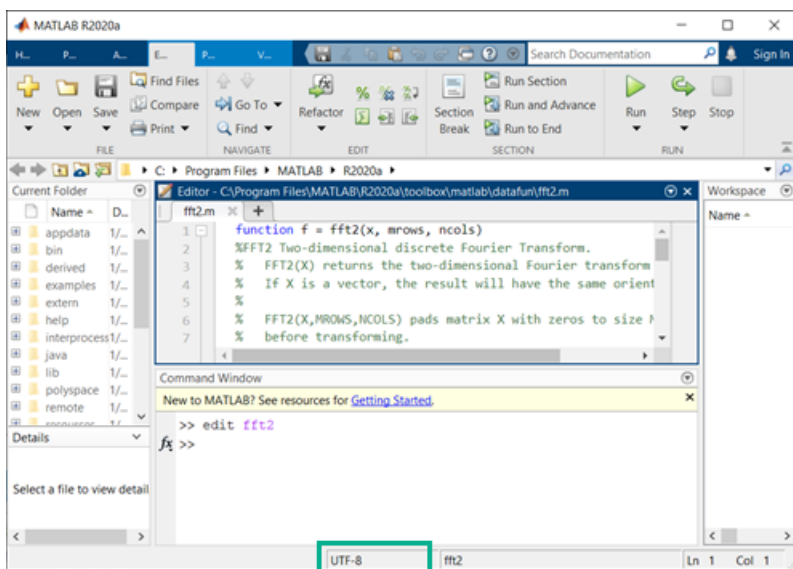 MATLAB R2020a
H... P... A... E... P... V... Search Documentation Sign In
New Open Save Find Files Compare Print Go To Find Refactor Section Break Run Section Run and Advance Run to End Run Step Stop
FILE NAVIGATE EDIT SECTION RUN
C: Program Files MATLAB R2020a
Current Folder
Name D...
appdata 1/...
bin 1/...
derived 1/...
examples 1/...
extern 1/...
help 1/...
interprocess1/...
java 1/...
lib 1/...
polyspace 1/...
remote 1/...
Details
Select a file to view detail
Editor - C:\Program Files\MATLAB\R2020a\toolbox\matlab\datafun\fft2.m
fft2.m
1 function f = fft2(x, mrows, ncols)
2 %FFT2 Two-dimensional discrete Fourier Transform.
3 % FFT2(X) returns the two-dimensional Fourier transform
4 % If X is a vector, the result will have the same orient
5 %
6 % FFT2(X,MROWS,NCOLS) pads matrix X with zeros to size
7 % before transforming.
Command Window
New to MATLAB? See resources for Getting Started.
>> edit fft2
fx >>
Workspace
Name
UTF-8 fft2 Ln 1 Col 1